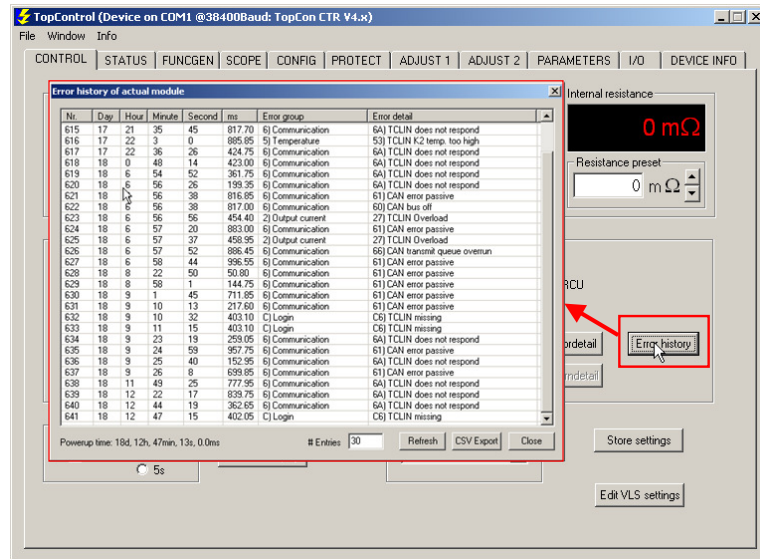 TopControl (Device on COM1 @38400Baud: TopCon CTR V4.x)
File Window Info
CONTROL STATUS FUNCGEN SCOPE CONFIG PROTECT ADJUST 1 ADJUST 2 PARAMETERS I/O DEVICE INFO
Error history of actual module
Nr. Day Hour Minute Second ms Error group Error detail
615 17 21 35 45 817.70 6) Communication 6A) TCLIN does not respond
616 17 22 3 0 885.85 5) Temperature 53) TCLIN K2 temp. too high
617 17 22 36 26 424.75 6) Communication 6A) TCLIN does not respond
618 18 0 48 14 423.00 6) Communication 6A) TCLIN does not respond
619 18 6 54 52 361.75 6) Communication 6A) TCLIN does not respond
620 18 6 56 26 199.35 6) Communication 6A) TCLIN does not respond
621 18 6 56 38 816.85 6) Communication 61) CAN error passive
622 18 6 56 38 817.00 6) Communication 60) CAN bus off
623 18 6 56 56 454.40 2) Output current 27) TCLIN Overload
624 18 6 57 20 883.00 6) Communication 61) CAN error passive
625 18 6 57 37 458.95 2) Output current 27) TCLIN Overload
626 18 6 57 52 886.45 6) Communication 66) CAN transmit queue overrun
627 18 6 58 44 996.55 6) Communication 61) CAN error passive
628 18 8 22 50 50.80 6) Communication 61) CAN error passive
629 18 8 58 1 144.75 6) Communication 61) CAN error passive
630 18 9 1 45 711.85 6) Communication 61) CAN error passive
631 18 9 10 13 217.60 6) Communication 61) CAN error passive
632 18 9 10 32 403.10 C) Login C6) TCLIN missing
633 18 9 11 15 403.10 C) Login C6) TCLIN missing
634 18 9 23 19 259.05 6) Communication 6A) TCLIN does not respond
635 18 9 24 59 957.75 6) Communication 61) CAN error passive
636 18 9 25 40 152.95 6) Communication 6A) TCLIN does not respond
637 18 9 26 8 699.85 6) Communication 61) CAN error passive
638 18 11 49 25 777.95 6) Communication 6A) TCLIN does not respond
639 18 12 22 17 839.75 6) Communication 6A) TCLIN does not respond
640 18 12 44 19 362.65 6) Communication 6A) TCLIN does not respond
641 18 12 47 15 402.05 C) Login C6) TCLIN missing
Powerup time: 18d, 12h, 47min, 13s, 0.0ms # Entries 30 Refresh CSV Export Close
Internal resistance
0 mΩ
Resistance preset
0 mΩ
RCU
ordetail Error history
mdetail
Store settings
5s
Edit VLS settings